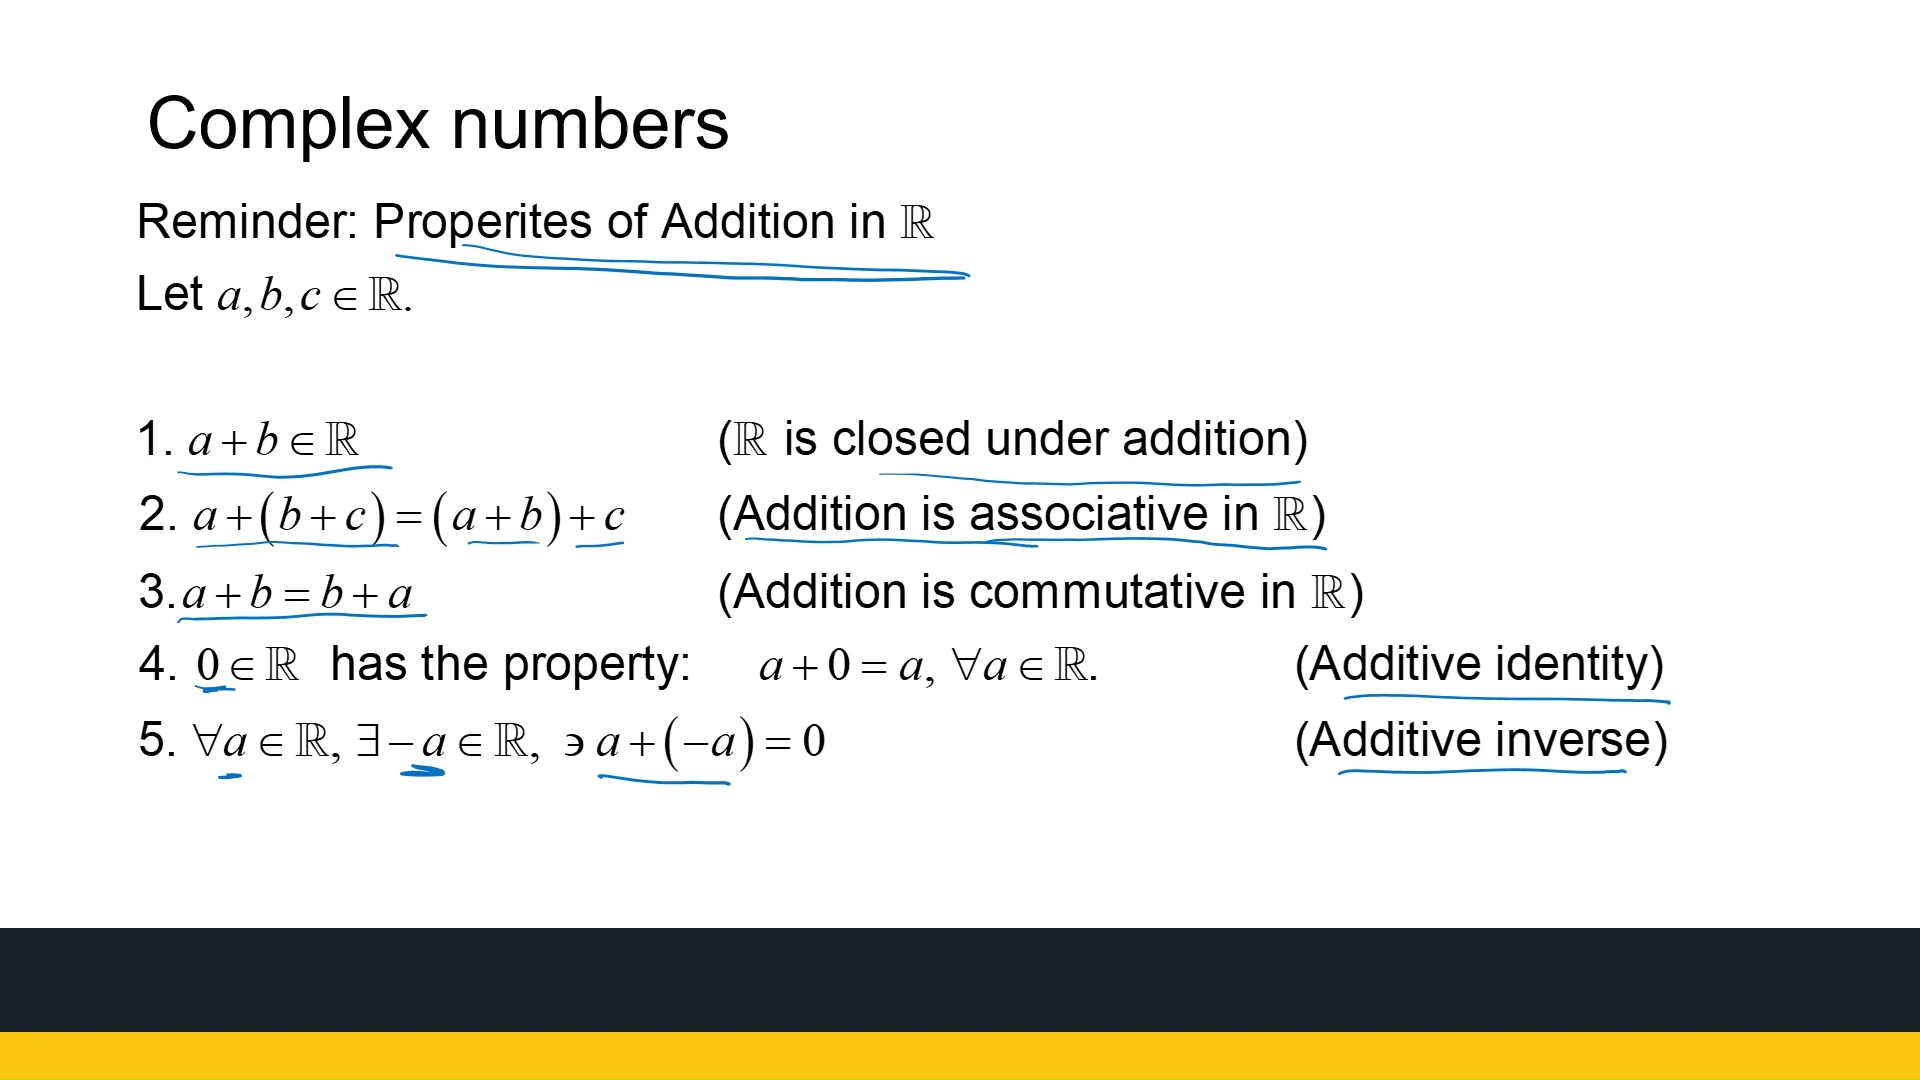 Complex numbers
Reminder: Properites of Addition in ℝ
Let a, b, c ∈ ℝ.
1. a + b ∈ ℝ (ℝ is closed under addition)
2. a + (b + c) = (a + b) + c (Addition is associative in ℝ)
3. a + b = b + a (Addition is commutative in ℝ)
4. 0 ∈ ℝ has the property: a + 0 = a, ∀a ∈ ℝ. (Additive identity)
5. ∀a ∈ ℝ, ∃ −a ∈ ℝ, ∍ a + (−a) = 0 (Additive inverse)